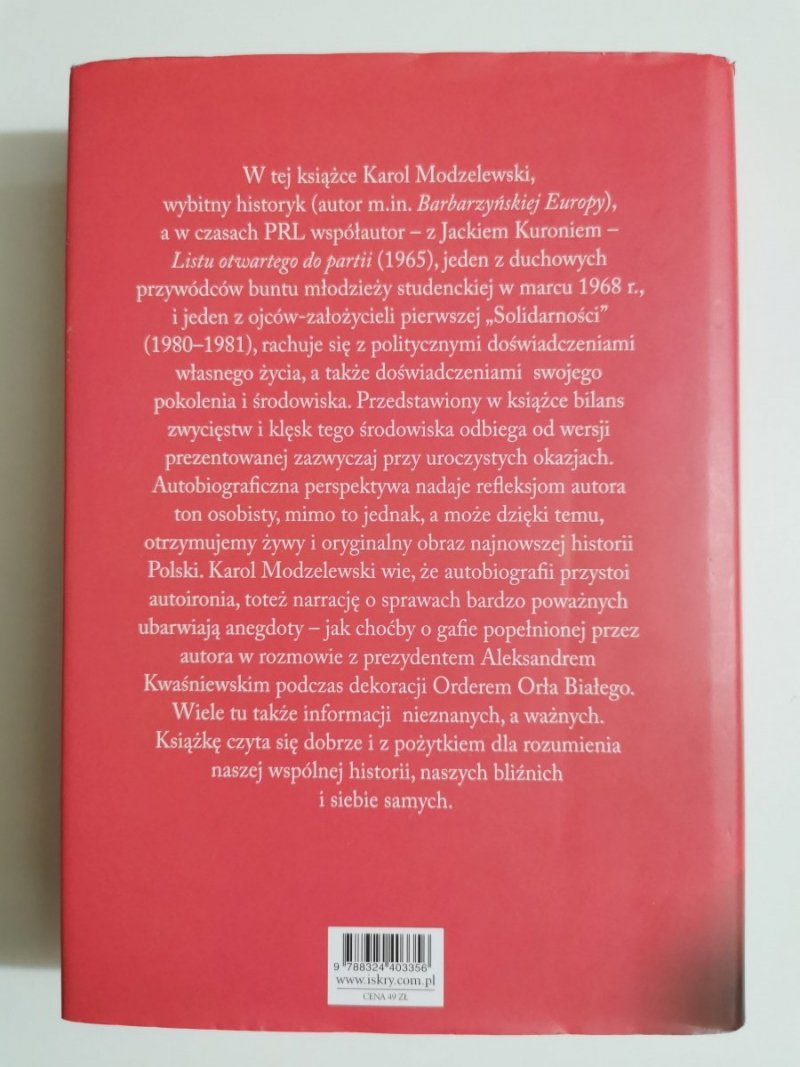 W tej książce Karol Modzelewski,
wybitny historyk (autor m.in. Barbarzyńskiej Europy),
a w czasach PRL współautor – z Jackiem Kuroniem –
Listu otwartego do partii (1965), jeden z duchowych
przywódców buntu młodzieży studenckiej w marcu 1968 r.,
i jeden z ojców-założycieli pierwszej „Solidarności”
(1980–1981), rachuje się z politycznymi doświadczeniami
własnego życia, a także doświadczeniami swojego
pokolenia i środowiska. Przedstawiony w książce bilans
zwycięstw i klęsk tego środowiska odbiega od wersji
prezentowanej zazwyczaj przy uroczystych okazjach.
Autobiograficzna perspektywa nadaje refleksjom autora
ton osobisty, mimo to jednak, a może dzięki temu,
otrzymujemy żywy i oryginalny obraz najnowszej historii
Polski. Karol Modzelewski wie, że autobiografii przystoi
autoironia, toteż narrację o sprawach bardzo poważnych
ubarwiają anegdoty – jak choćby o gafie popełnionej przez
autora w rozmowie z prezydentem Aleksandrem
Kwaśniewskim podczas dekoracji Orderem Orła Białego.
Wiele tu także informacji nieznanych, a ważnych.
Książkę czyta się dobrze i z pożytkiem dla rozumienia
naszej wspólnej historii, naszych bliźnich
i siebie samych.
9 788324 403356
www.iskry.com.pl
CENA 49 ZŁ